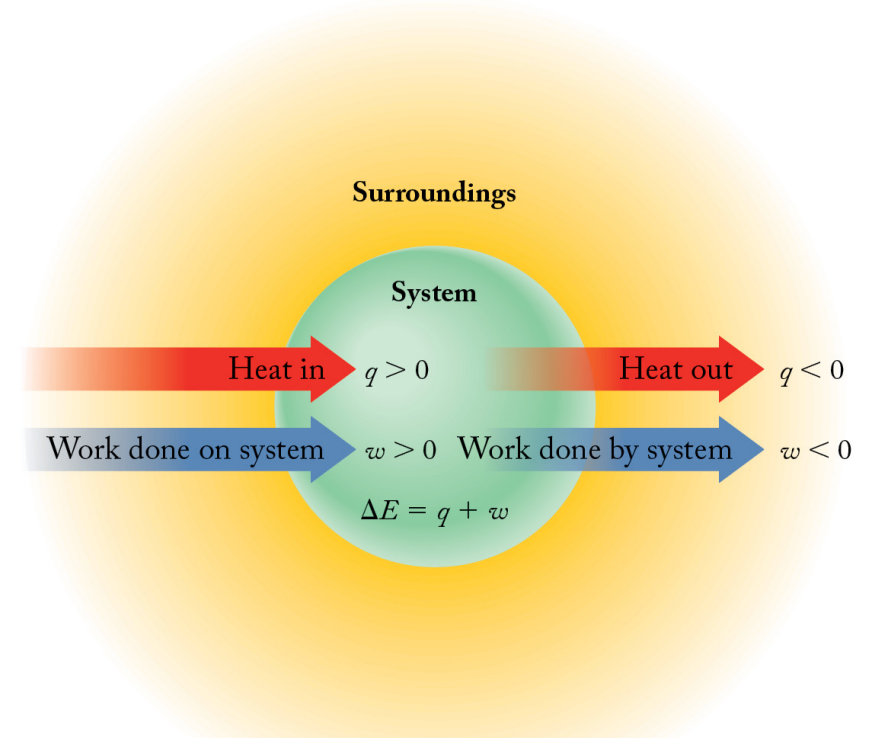 Surroundings
System
Heat in q > 0 Heat out q < 0
Work done on system w > 0 Work done by system w < 0
ΔE = q + w